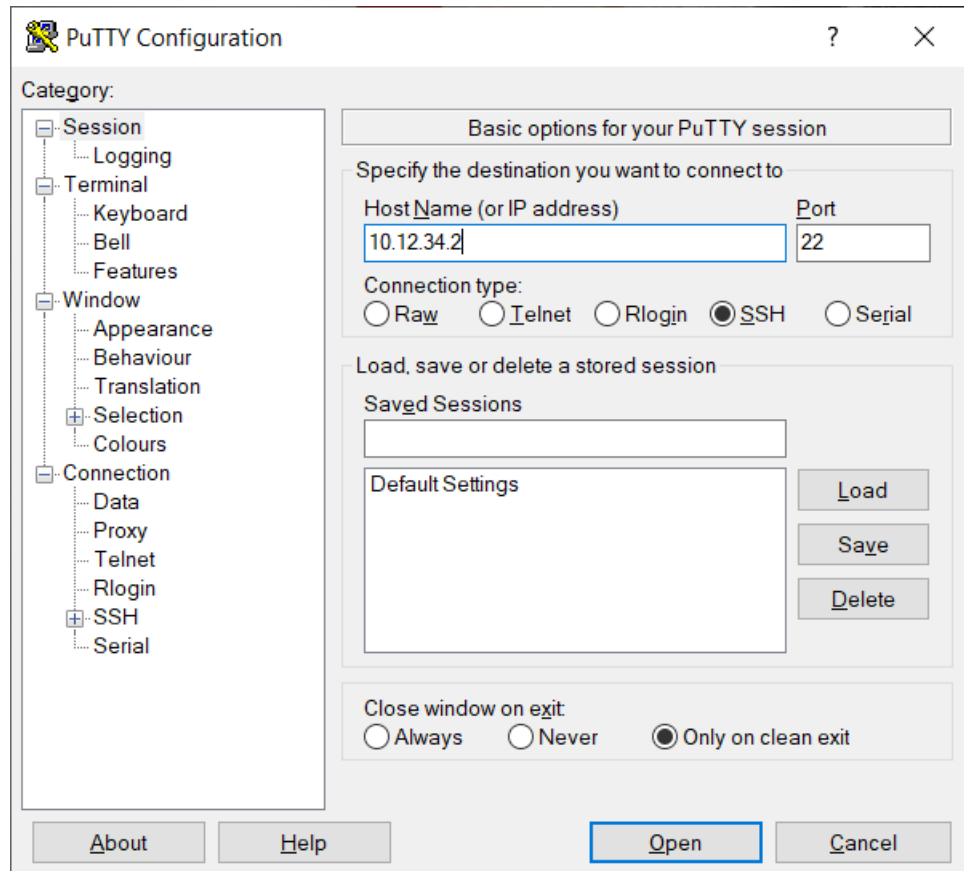 PuTTY Configuration
?
Category:
Session
Logging
Terminal
Keyboard
Bell
Features
Window
Appearance
Behaviour
Translation
Selection
Colours
Connection
Data
Proxy
Telnet
Rlogin
SSH
Serial
Basic options for your PuTTY session
Specify the destination you want to connect to
Host Name (or IP address) Port
10.12.34.2 22
Connection type:
Raw Telnet Rlogin SSH Serial
Load, save or delete a stored session
Saved Sessions
Default Settings
Load
Save
Delete
Close window on exit:
Always Never Only on clean exit
About Help Open Cancel